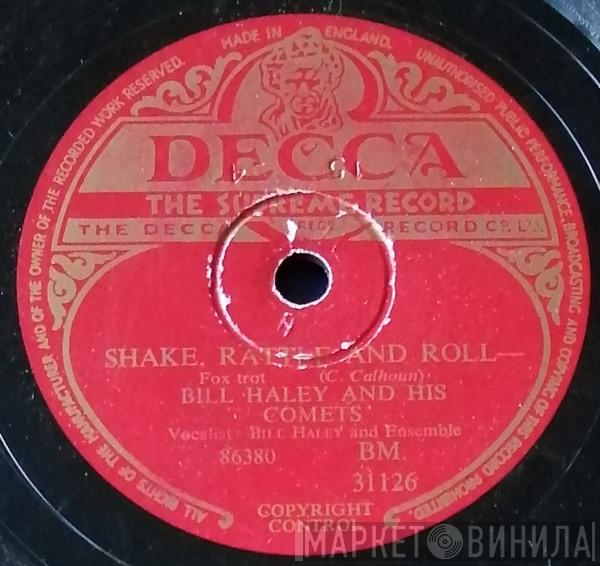 MADE IN ENGLAND.
ALL RIGHTS OF THE MANUFACTURER AND OF THE OWNER OF THE RECORDED WORK RESERVED.
UNAUTHORISED PUBLIC PERFORMANCE, BROADCASTING AND COPYING OF THIS RECORD PROHIBITED.
DECCA
THE SUPREME RECORD
THE DECCA RECORD CO. LTD.
SHAKE, RATTLE AND ROLL—
Fox trot (C. Calhoun)
BILL HALEY AND HIS
COMETS
Vocalist: BILL HALEY and Ensemble
86380 BM.
31126
COPYRIGHT
CONTROL
МАРКЕТ ВИНИЛА